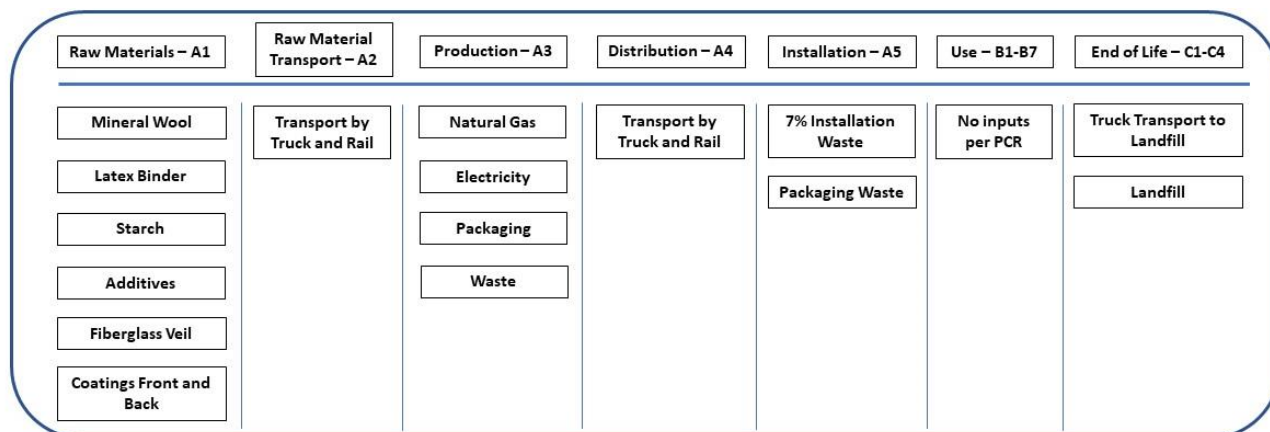 Raw Materials – A1
Raw Material
Transport – A2
Production – A3
Distribution – A4
Installation – A5
Use – B1-B7
End of Life – C1-C4
Mineral Wool
Latex Binder
Starch
Additives
Fiberglass Veil
Coatings Front and
Back
Transport by
Truck and Rail
Natural Gas
Electricity
Packaging
Waste
Transport by
Truck and Rail
7% Installation
Waste
Packaging Waste
No inputs
per PCR
Truck Transport to
Landfill
Landfill